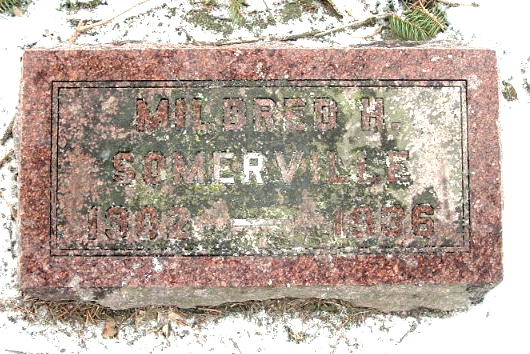 MILDRED H.
SOMERVILLE
1902 — 1936